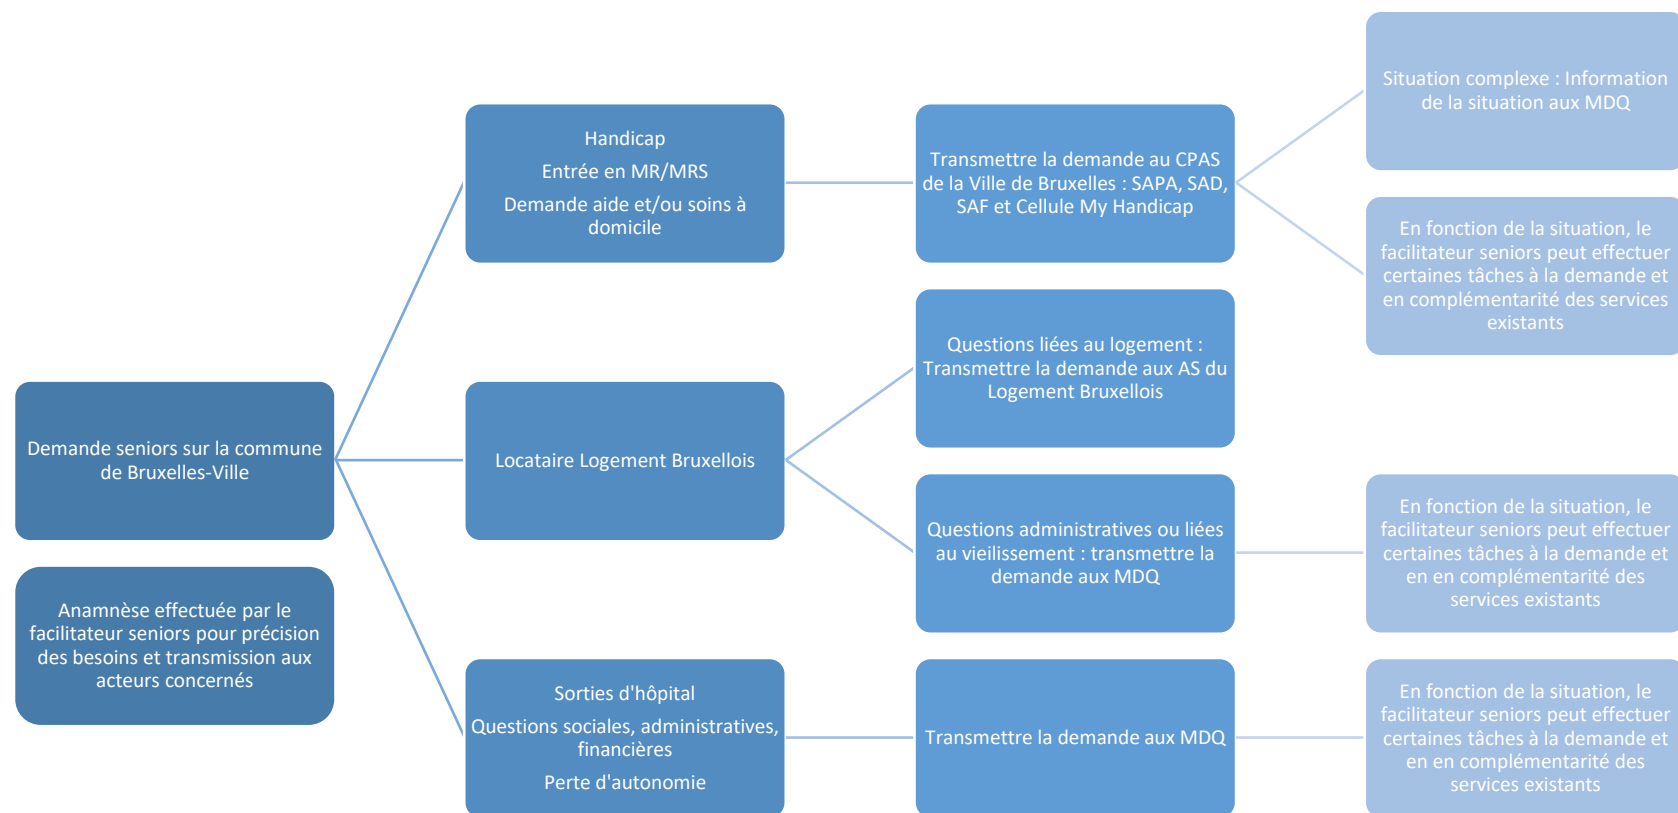 Demande seniors sur la commune
de Bruxelles-Ville
Anamnèse effectuée par le
facilitateur seniors pour précision
des besoins et transmission aux
acteurs concernés
Handicap
Entrée en MR/MRS
Demande aide et/ou soins à
domicile
Transmettre la demande au CPAS
de la Ville de Bruxelles : SAPA, SAD,
SAF et Cellule My Handicap
Situation complexe : Information
de la situation aux MDQ
En fonction de la situation, le
facilitateur seniors peut effectuer
certaines tâches à la demande et
en complémentarité des services
existants
Locataire Logement Bruxellois
Questions liées au logement :
Transmettre la demande aux AS du
Logement Bruxellois
Questions administratives ou liées
au vieilissement : transmettre la
demande aux MDQ
En fonction de la situation, le
facilitateur seniors peut effectuer
certaines tâches à la demande et
en en complémentarité des
services existants
Sorties d'hôpital
Questions sociales, administratives,
financières
Perte d'autonomie
Transmettre la demande aux MDQ
En fonction de la situation, le
facilitateur seniors peut effectuer
certaines tâches à la demande et
en en complémentarité des
services existants